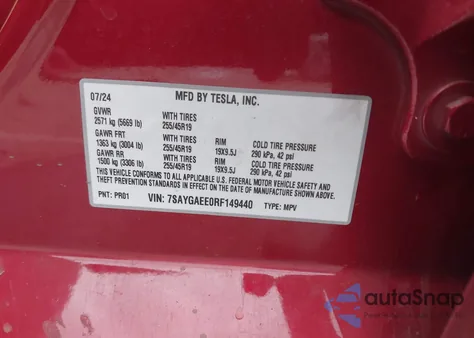 07/24 MFD BY TESLA, INC.
GVWR
2571 kg (5669 lb) WITH TIRES 255/45R19
GAWR FRT
1363 kg (3004 lb) WITH TIRES 255/45R19 RIM 19X9.5J COLD TIRE PRESSURE 290 kPa, 42 psi
GAWR RR
1500 kg (3306 lb) WITH TIRES 255/45R19 RIM 19X9.5J COLD TIRE PRESSURE 290 kPa, 42 psi
THIS VEHICLE CONFORMS TO ALL APPLICABLE U.S. FEDERAL MOTOR VEHICLE SAFETY AND
THEFT PREVENTION STANDARDS IN EFFECT ON THE DATE OF MANUFACTURE SHOWN ABOVE.
PNT: PR01 VIN: 7SAYGAEE0RF149440 TYPE: MPV
autoSnap